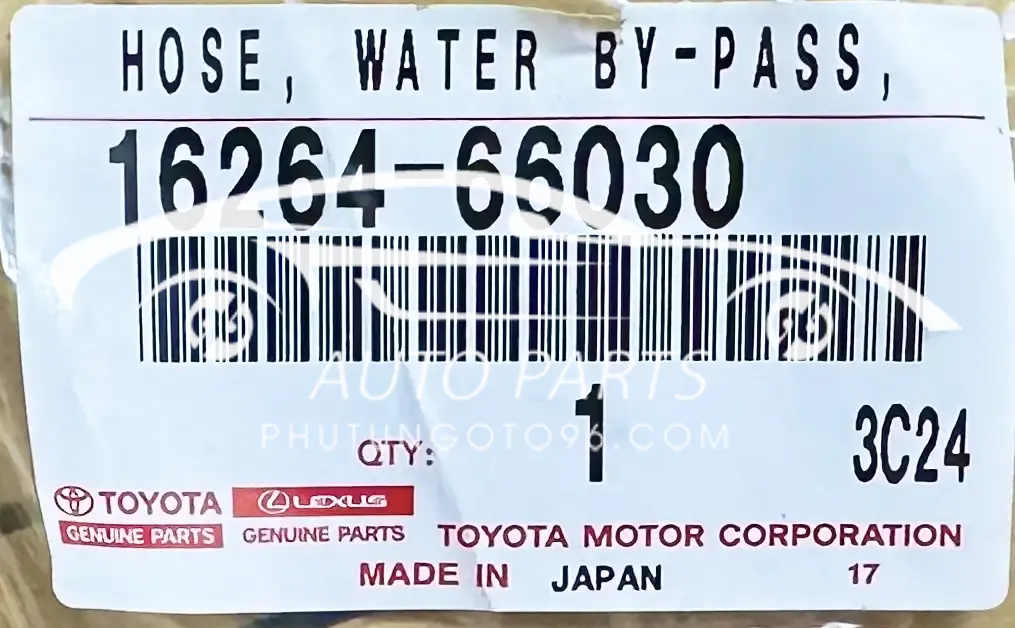 HOSE, WATER BY-PASS,
16264-66030
AUTO PARTS
1
PHUTUNGOTO96.COM
QTY:
3C24
TOYOTA LEXUS
GENUINE PARTS GENUINE PARTS TOYOTA MOTOR CORPORATION
MADE IN JAPAN 17